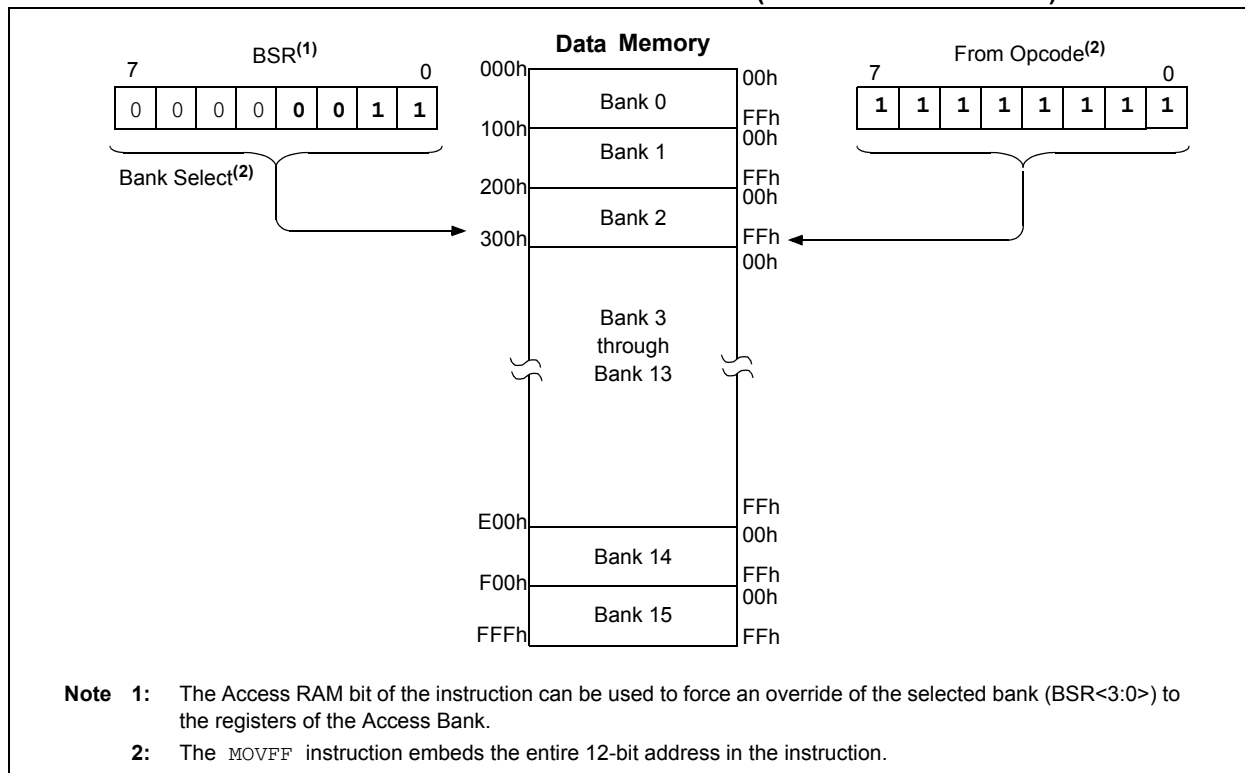 Data Memory
BSR(1)
7 0
0 0 0 0 0 0 1 1
Bank Select(2)
From Opcode(2)
7 0
1 1 1 1 1 1 1 1
000h 00h
Bank 0
FFh
100h 00h
Bank 1
FFh
200h 00h
Bank 2
300h FFh
00h
Bank 3
through
Bank 13
FFh
E00h 00h
Bank 14
FFh
F00h 00h
Bank 15
FFFh FFh
Note 1: The Access RAM bit of the instruction can be used to force an override of the selected bank (BSR<3:0>) to
the registers of the Access Bank.
2: The MOVFF instruction embeds the entire 12-bit address in the instruction.